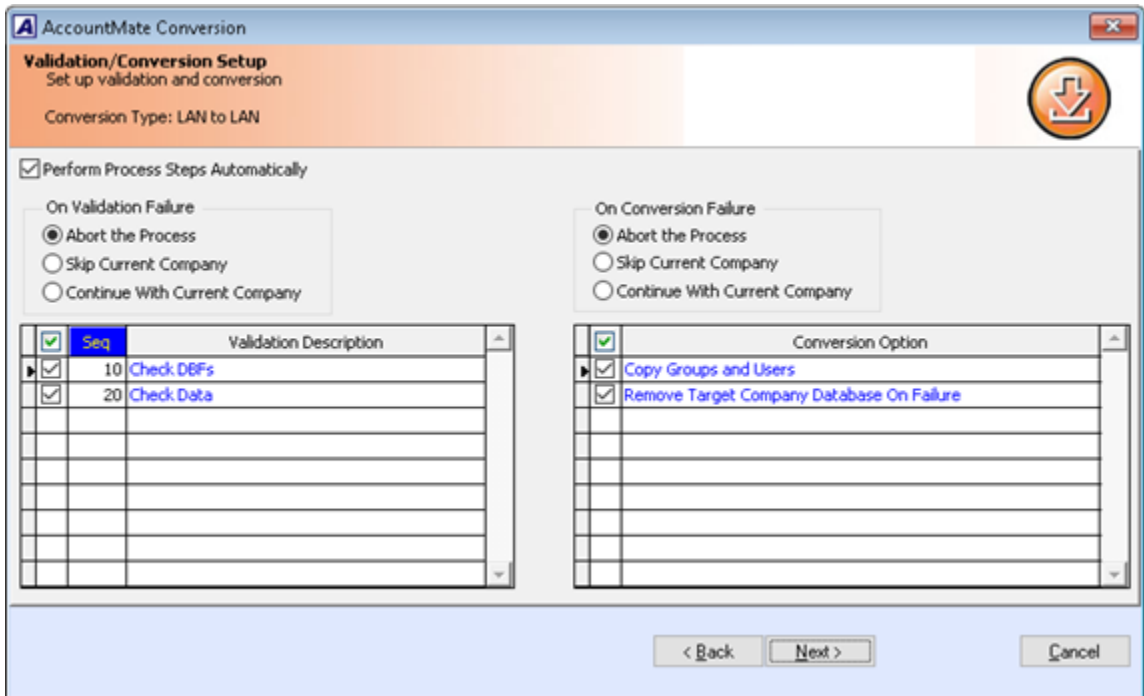 AccountMate Conversion
Validation/Conversion Setup
Set up validation and conversion
Conversion Type: LAN to LAN
Perform Process Steps Automatically
On Validation Failure
Abort the Process
Skip Current Company
Continue With Current Company
On Conversion Failure
Abort the Process
Skip Current Company
Continue With Current Company
Seq Validation Description
10 Check DBFs
20 Check Data
Conversion Option
Copy Groups and Users
Remove Target Company Database On Failure
< Back Next > Cancel